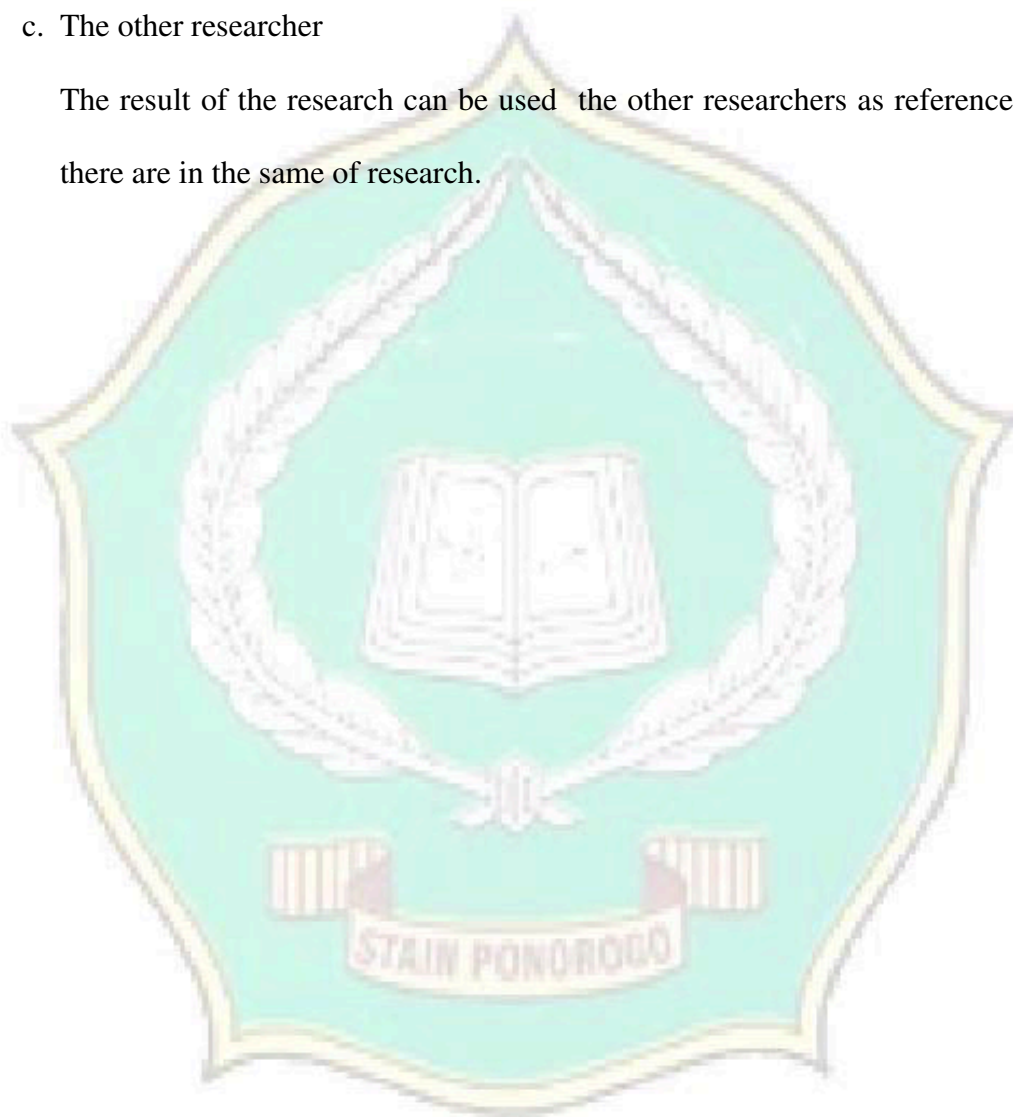 c. The other researcher
The result of the research can be used the other researchers as reference
there are in the same of research.
STAIN PONOROGO